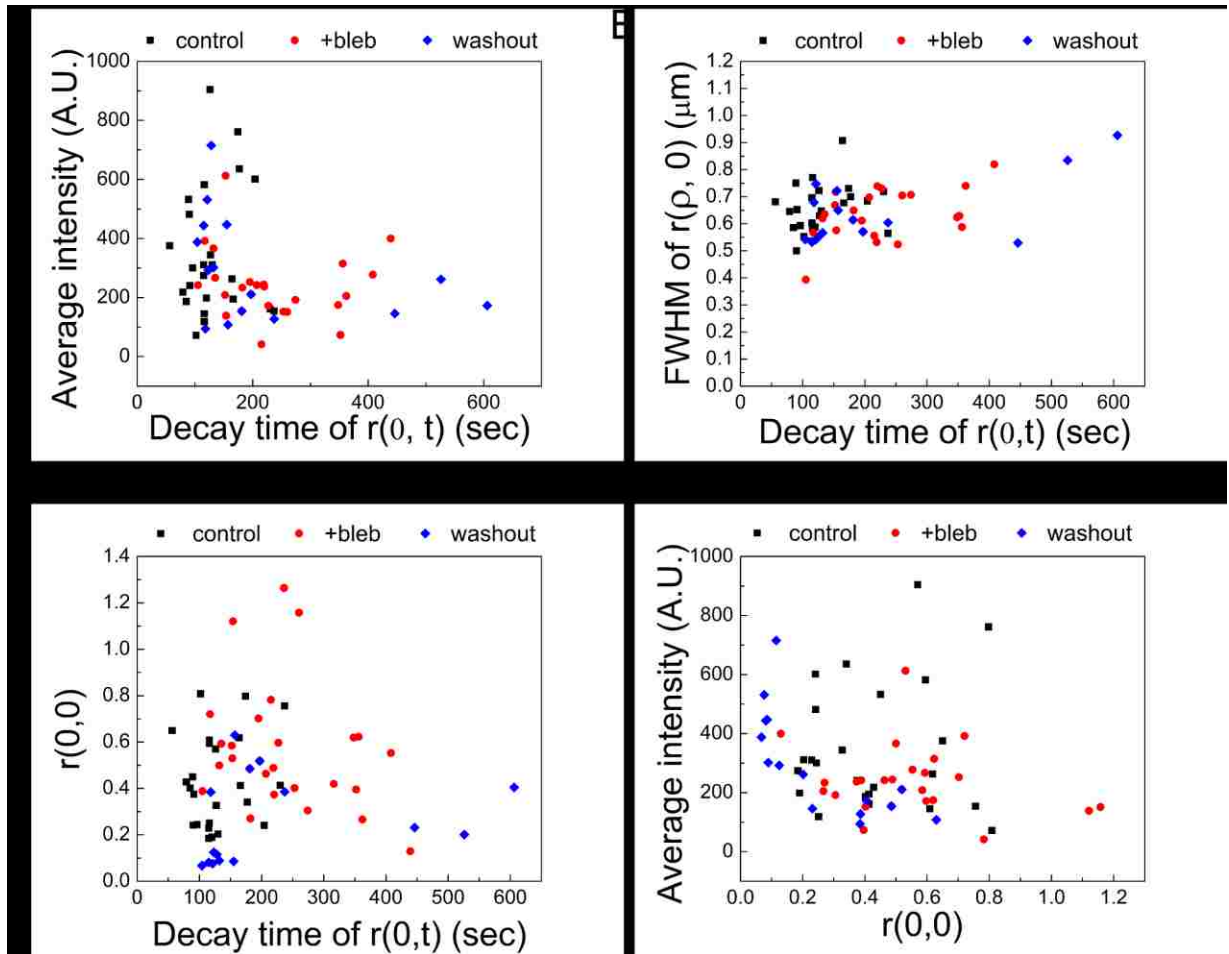 control +bleb washout
1000
800
600
400
200
0
Average intensity (A.U.)
0 200 400 600
Decay time of r(0, t) (sec)
control +bleb washout
1.2
1.1
1.0
0.9
0.8
0.7
0.6
0.5
0.4
0.3
0.2
0.1
0.0
FWHM of r(ρ, 0) (μm)
0 100 200 300 400 500 600
Decay time of r(0,t) (sec)
control +bleb washout
1.4
1.2
1.0
0.8
0.6
0.4
0.2
0.0
r(0,0)
0 100 200 300 400 500 600
Decay time of r(0,t) (sec)
control +bleb washout
1000
800
600
400
200
0
Average intensity (A.U.)
0.0 0.2 0.4 0.6 0.8 1.0 1.2
r(0,0)